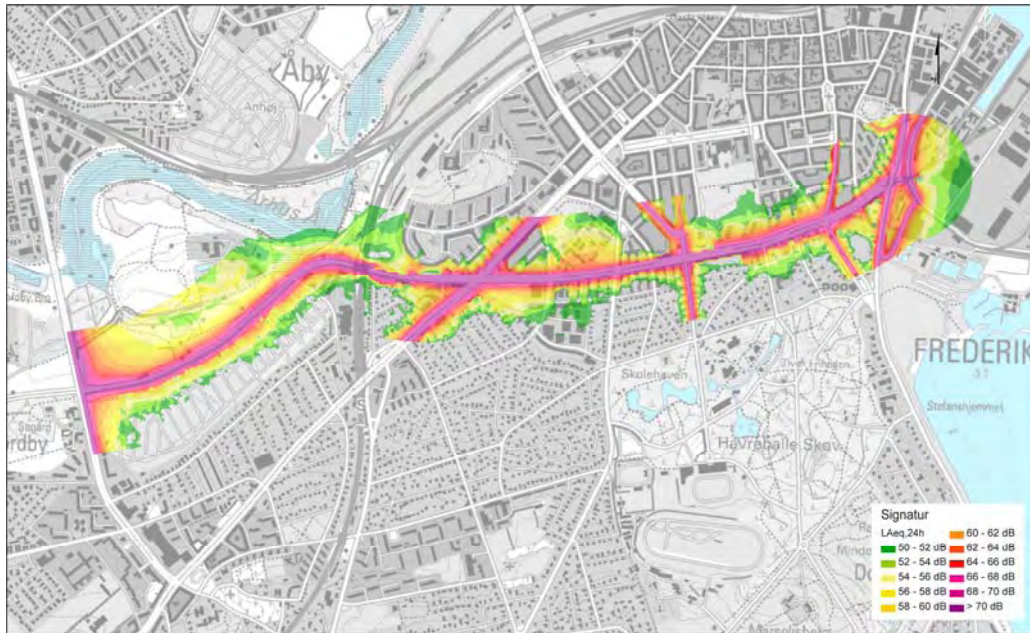 Åby
Anhøj
Århus
Skolehaven
Havreballe Skov
FREDERIK
Stefanshjemmet
Signatur
LAeq,24h
50 - 52 dB
52 - 54 dB
54 - 56 dB
56 - 58 dB
58 - 60 dB
60 - 62 dB
62 - 64 dB
64 - 66 dB
66 - 68 dB
68 - 70 dB
> 70 dB